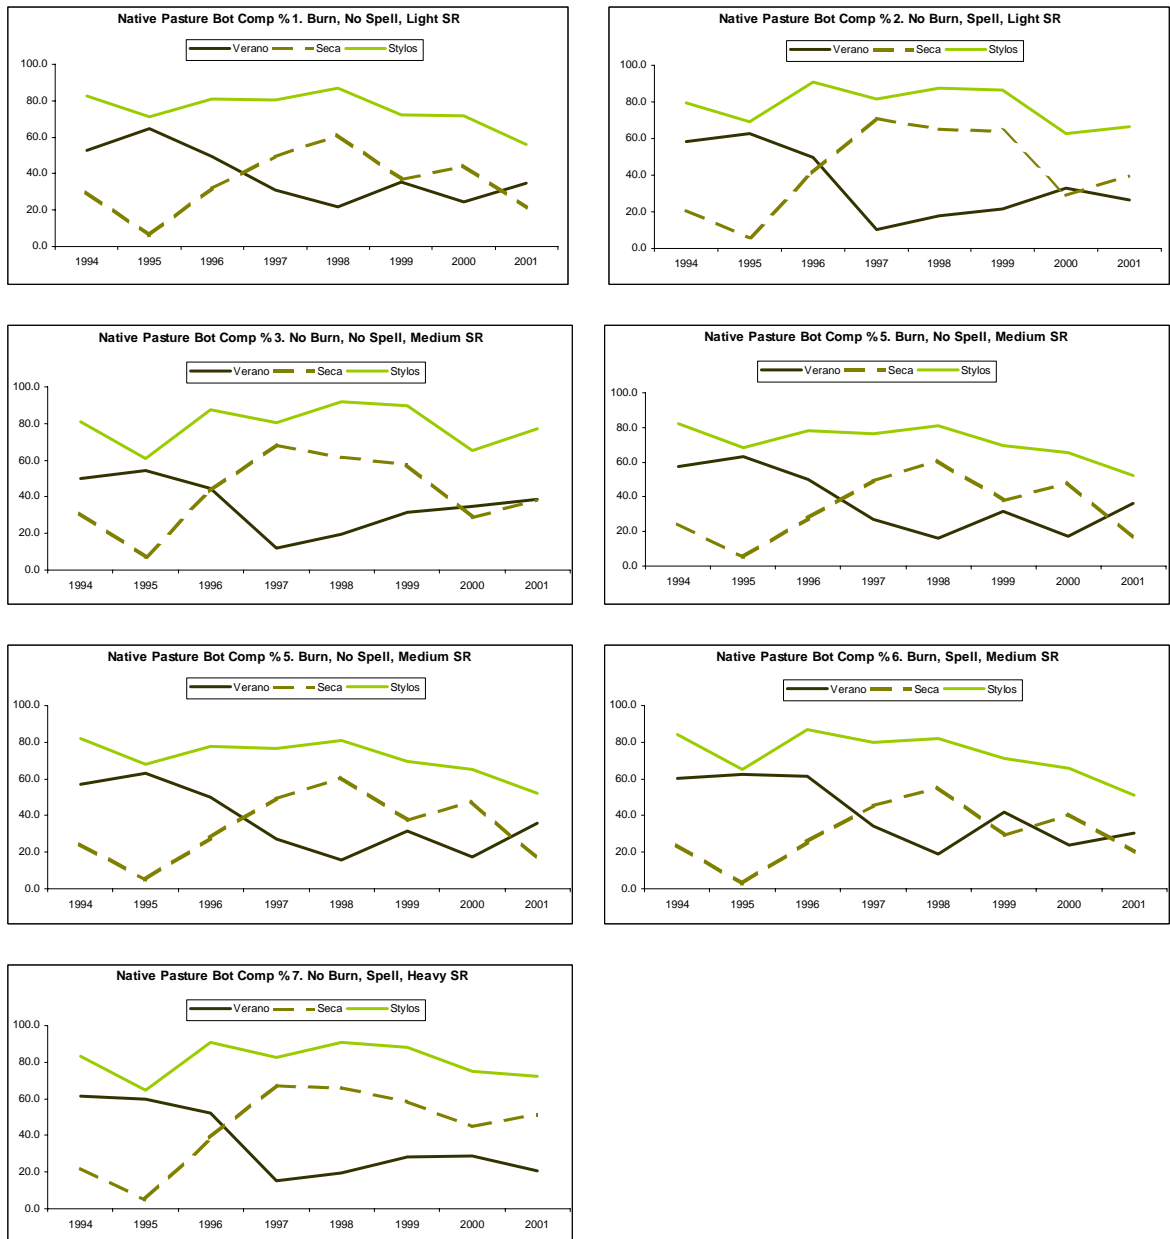 Native Pasture Bot Comp %1. Burn, No Spell, Light SR
Verano Seca Stylos
100.0
80.0
60.0
40.0
20.0
0.0
1994 1995 1996 1997 1998 1999 2000 2001
Native Pasture Bot Comp %2. No Burn, Spell, Light SR
Verano Seca Stylos
100.0
80.0
60.0
40.0
20.0
0.0
1994 1995 1996 1997 1998 1999 2000 2001
Native Pasture Bot Comp %3. No Burn, No Spell, Medium SR
Verano Seca Stylos
100.0
80.0
60.0
40.0
20.0
0.0
1994 1995 1996 1997 1998 1999 2000 2001
Native Pasture Bot Comp %5. Burn, No Spell, Medium SR
Verano Seca Stylos
100.0
80.0
60.0
40.0
20.0
0.0
1994 1995 1996 1997 1998 1999 2000 2001
Native Pasture Bot Comp %5. Burn, No Spell, Medium SR
Verano Seca Stylos
100.0
80.0
60.0
40.0
20.0
0.0
1994 1995 1996 1997 1998 1999 2000 2001
Native Pasture Bot Comp %6. Burn, Spell, Medium SR
Verano Seca Stylos
100.0
80.0
60.0
40.0
20.0
0.0
1994 1995 1996 1997 1998 1999 2000 2001
Native Pasture Bot Comp %7. No Burn, Spell, Heavy SR
Verano Seca Stylos
100.0
80.0
60.0
40.0
20.0
0.0
1994 1995 1996 1997 1998 1999 2000 2001